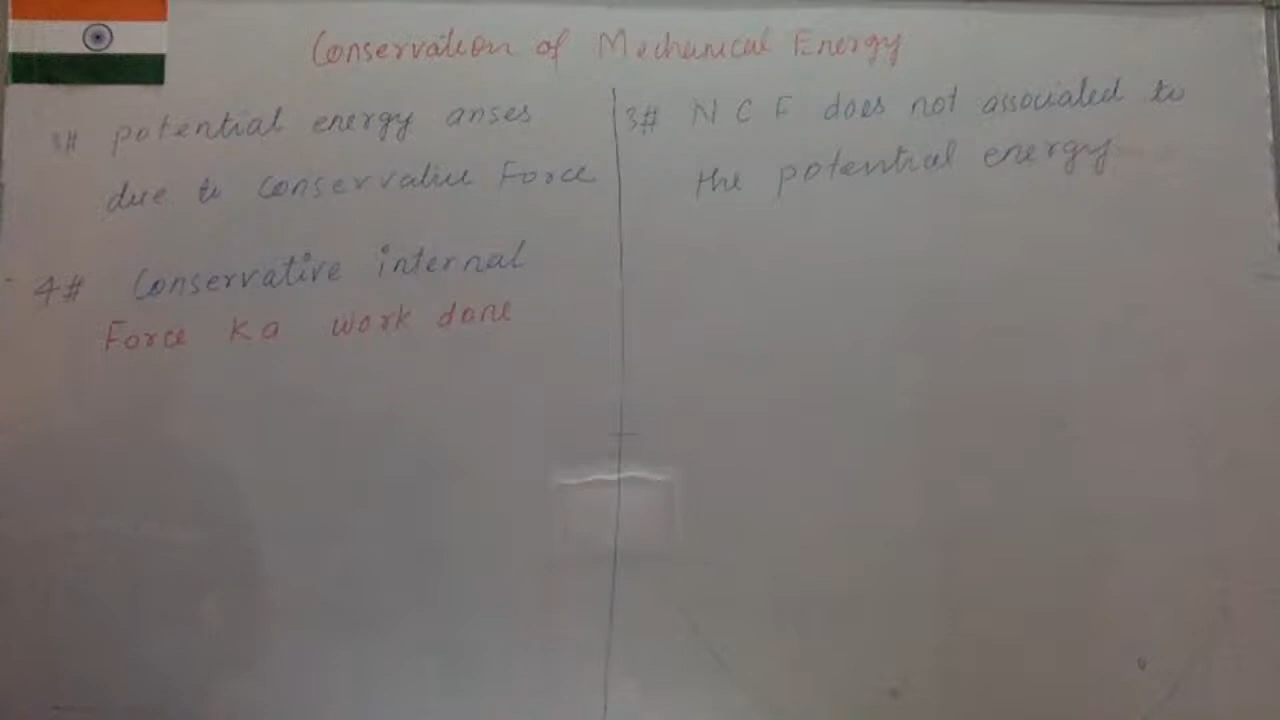 Conservation of Mechanical Energy
3# potential energy arises
due to conservative Force
4# Conservative internal
Force ka work done
3# N C F does not associated to
the potential energy